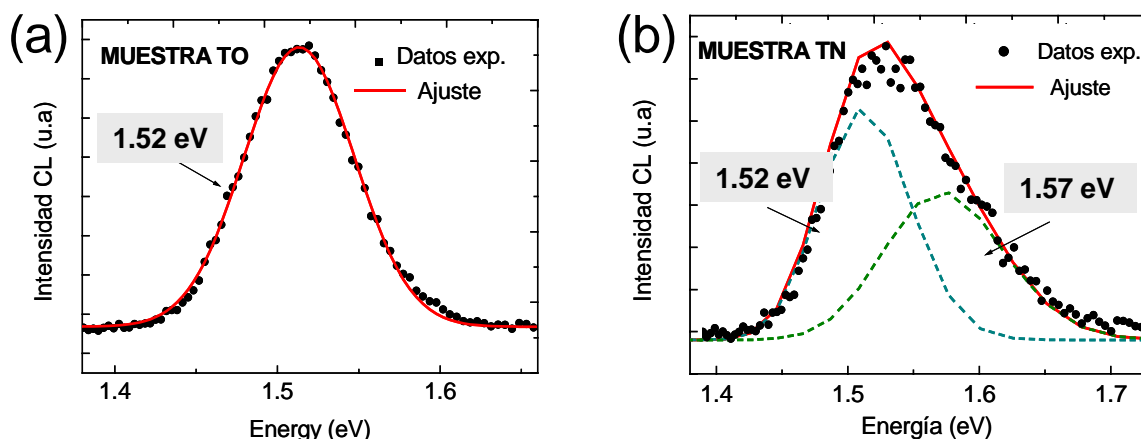 (a)
MUESTRA TO
Datos exp.
Ajuste
1.52 eV
Intensidad CL (u.a)
1.4
1.5
1.6
Energy (eV)
(b)
MUESTRA TN
Datos exp.
Ajuste
1.52 eV
1.57 eV
Intensidad CL (u.a)
1.4
1.5
1.6
1.7
Energía (eV)